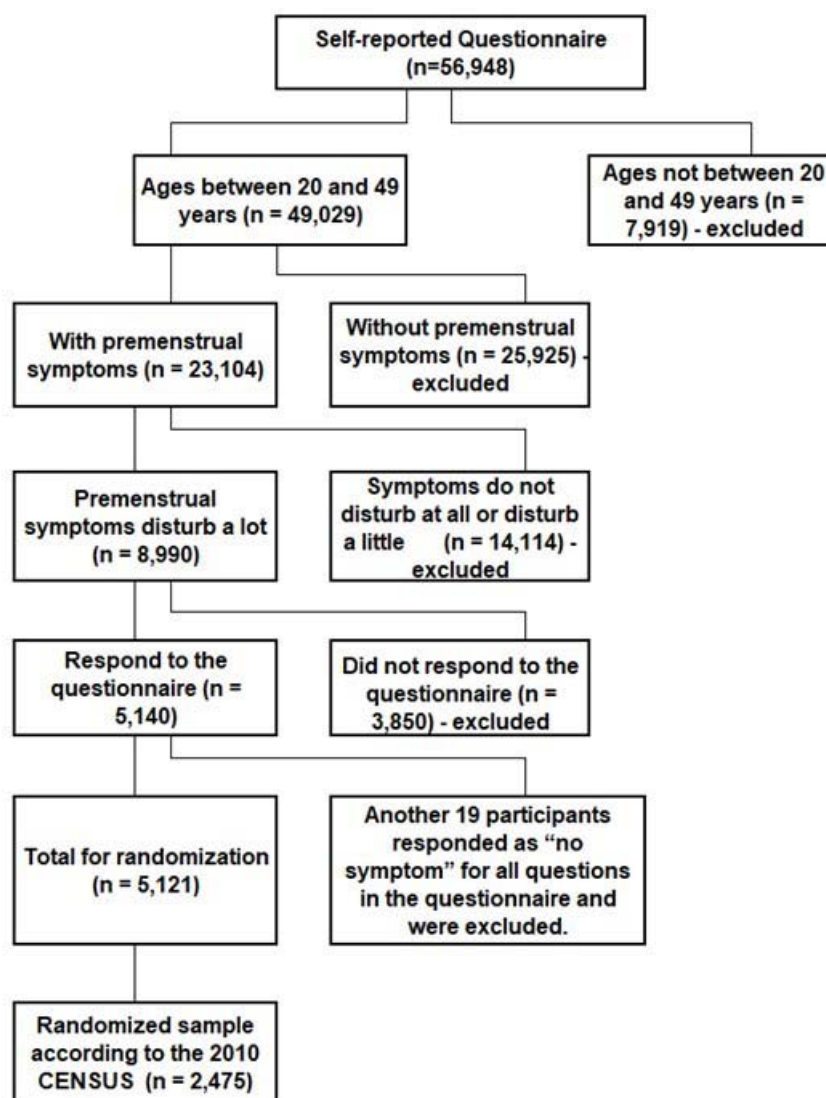 Self-reported Questionnaire
(n=56,948)
Ages between 20 and 49
years (n = 49,029)
Ages not between 20
and 49 years (n =
7,919) - excluded
With premenstrual
symptoms (n = 23,104)
Without premenstrual
symptoms (n = 25,925) -
excluded
Premenstrual
symptoms disturb a lot
(n = 8,990)
Symptoms do not
disturb at all or disturb
a little (n = 14,114) -
excluded
Respond to the
questionnaire (n =
5,140)
Did not respond to the
questionnaire (n =
3,850) - excluded
Total for randomization
(n = 5,121)
Another 19 participants
responded as “no
symptom” for all questions
in the questionnaire and
were excluded.
Randomized sample
according to the 2010
CENSUS (n = 2,475)